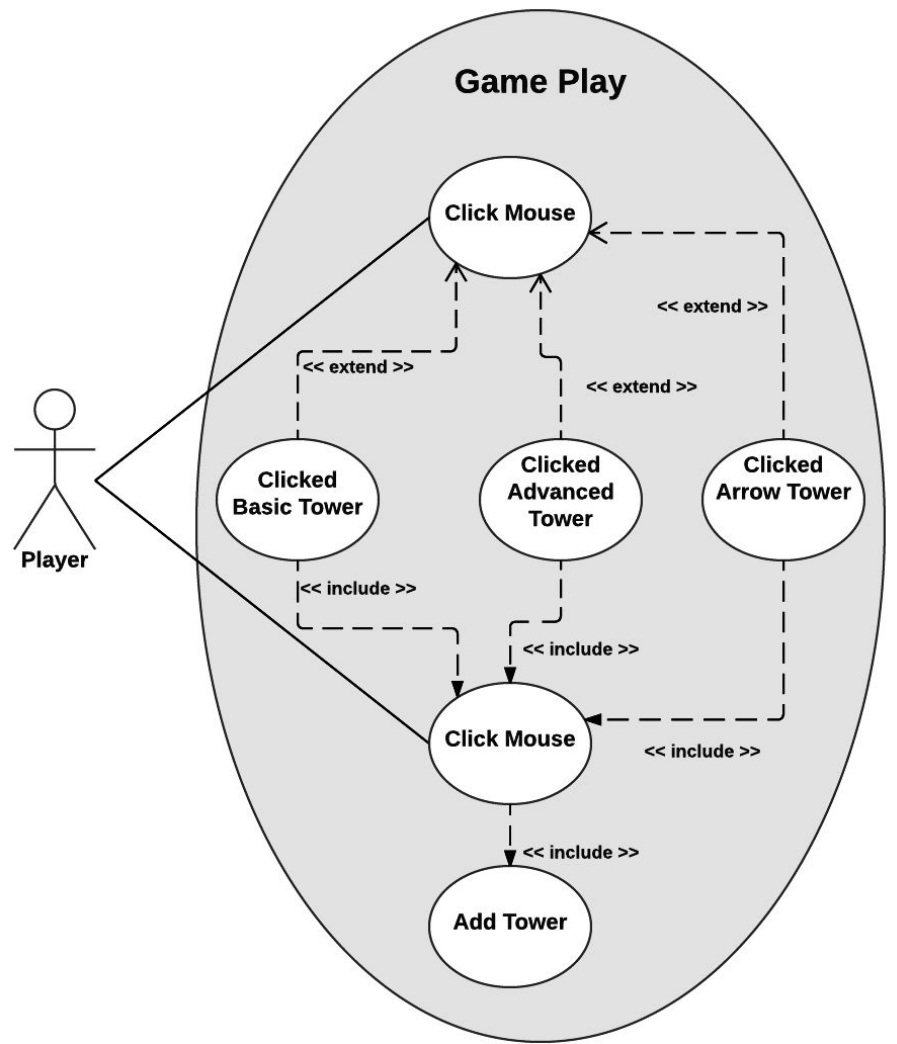 Game Play
Click Mouse
<< extend >>
<< extend >>
<< extend >>
Clicked
Basic Tower
Clicked
Advanced
Tower
Clicked
Arrow Tower
Player
<< include >>
<< include >>
Click Mouse
<< include >>
<< include >>
Add Tower